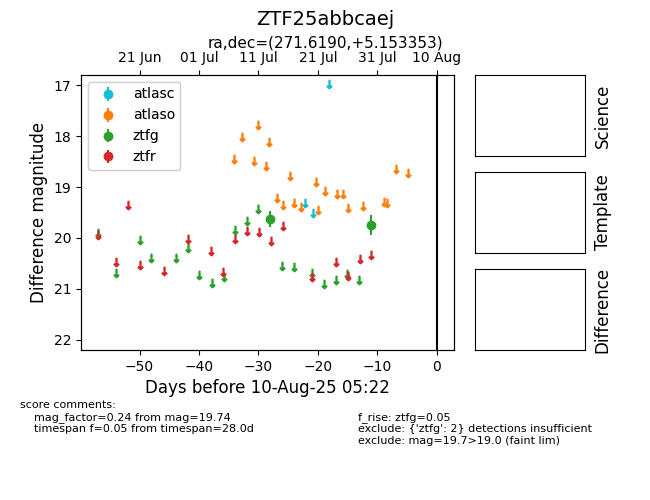 ZTF25abbcaej
ra,dec=(271.6190,+5.153353)
21 Jun 01 Jul 11 Jul 21 Jul 31 Jul 10 Aug
atlasc
atlaso
ztfg
ztfr
17
18
19
20
21
22
Difference magnitude
−50 −40 −30 −20 −10 0
Days before 10-Aug-25 05:22
Science
Template
Difference
score comments:
mag_factor=0.24 from mag=19.74
timespan f=0.05 from timespan=28.0d
f_rise: ztfg=0.05
exclude: {'ztfg': 2} detections insufficient
exclude: mag=19.7>19.0 (faint lim)